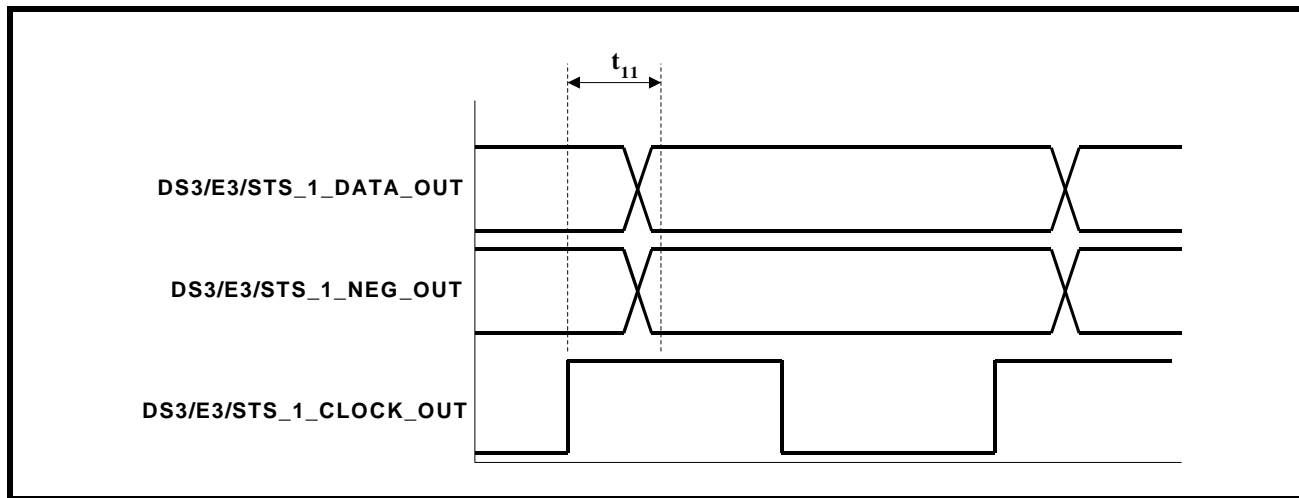 t11
DS3/E3/STS_1_DATA_OUT
DS3/E3/STS_1_NEG_OUT
DS3/E3/STS_1_CLOCK_OUT